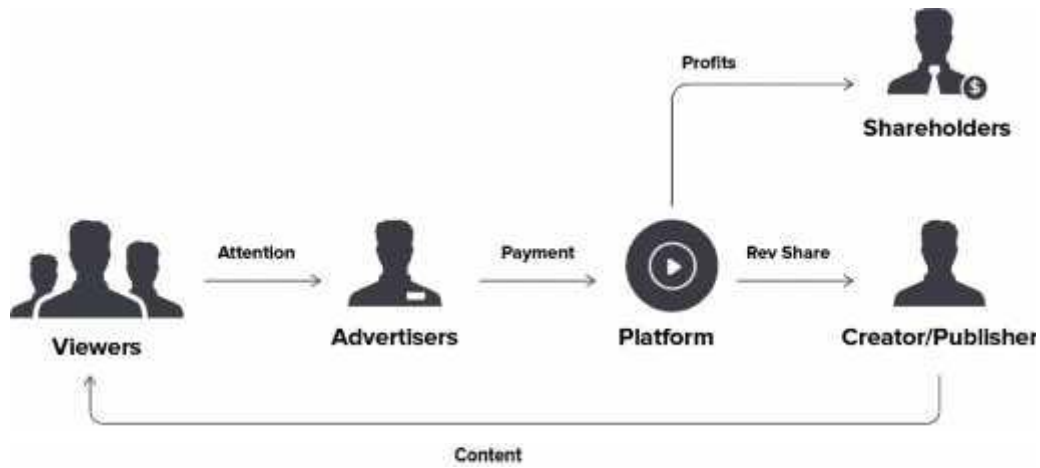 Profits
$
Shareholders
Attention
Payment
Rev Share
Viewers
Advertisers
Platform
Creator/Publisher
Content